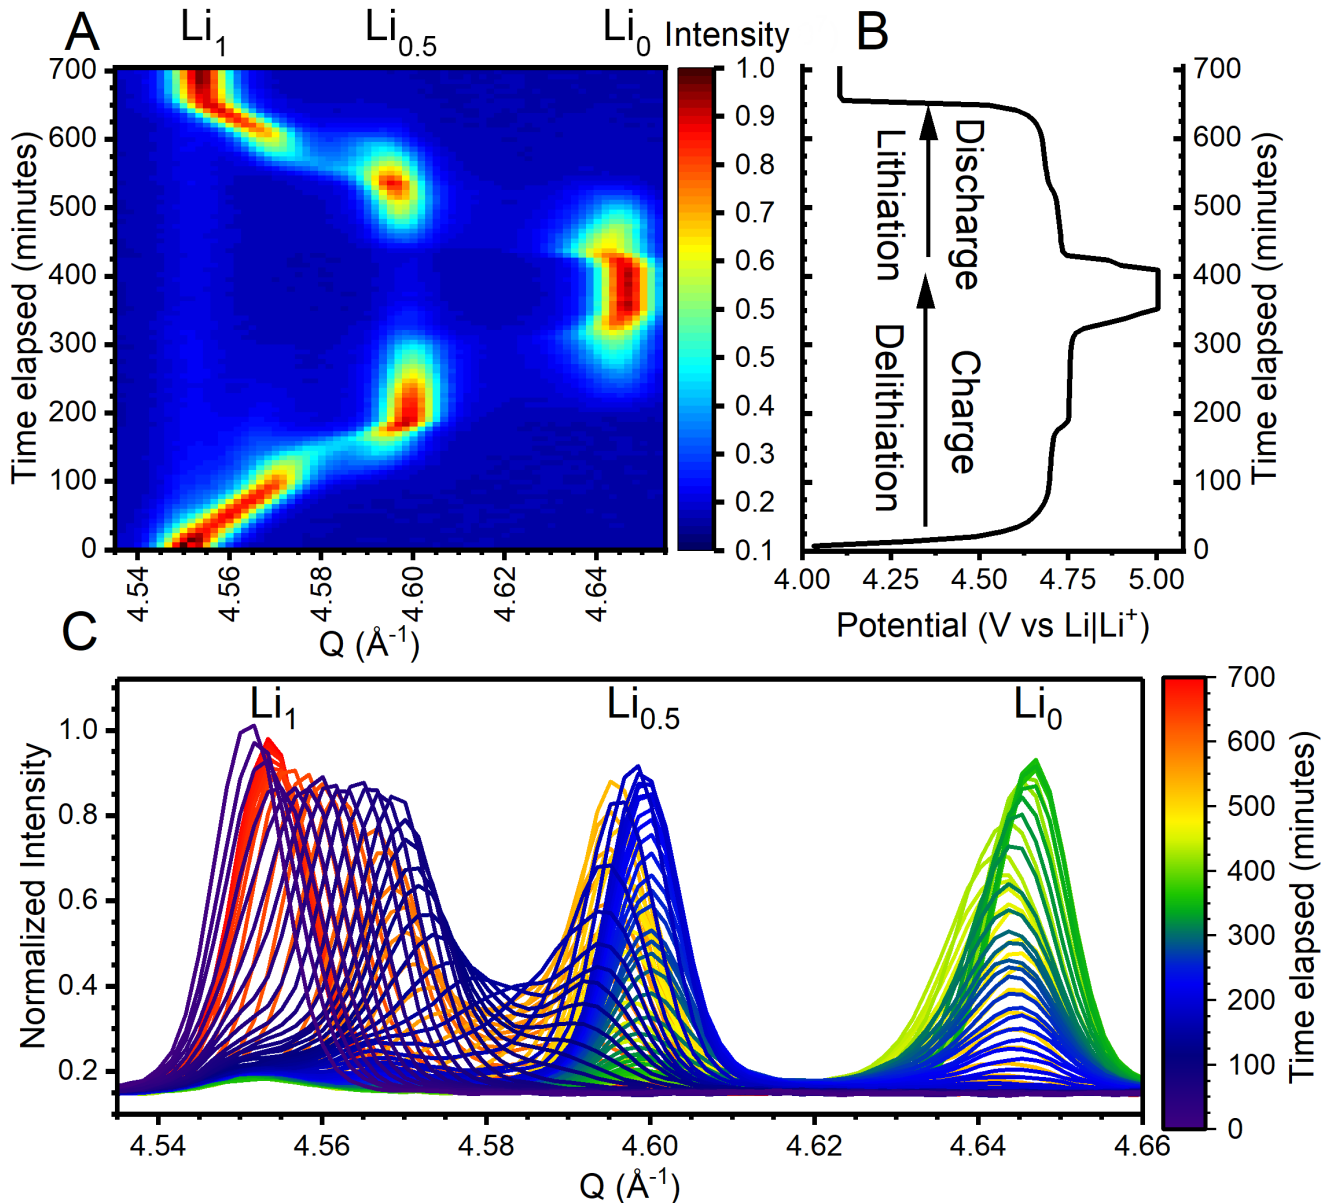 A
Li1
Li0.5
Li0
Intensity
B
700
600
500
400
300
200
100
0
Time elapsed (minutes)
4.54
4.56
4.58
4.60
4.62
4.64
Q (Å-1)
1.0
0.9
0.8
0.7
0.6
0.5
0.5
0.4
0.3
0.2
0.1
Discharge
Lithiation
Charge
Delithiation
700
600
500
400
300
200
100
0
Time elapsed (minutes)
4.00
4.25
4.50
4.75
5.00
Potential (V vs Li|Li+)
C
Li1
Li0.5
Li0
1.0
0.8
0.6
0.4
0.2
Normalized Intensity
4.54
4.56
4.58
4.60
4.62
4.64
4.66
Q (Å-1)
700
600
500
400
300
200
100
0
Time elapsed (minutes)